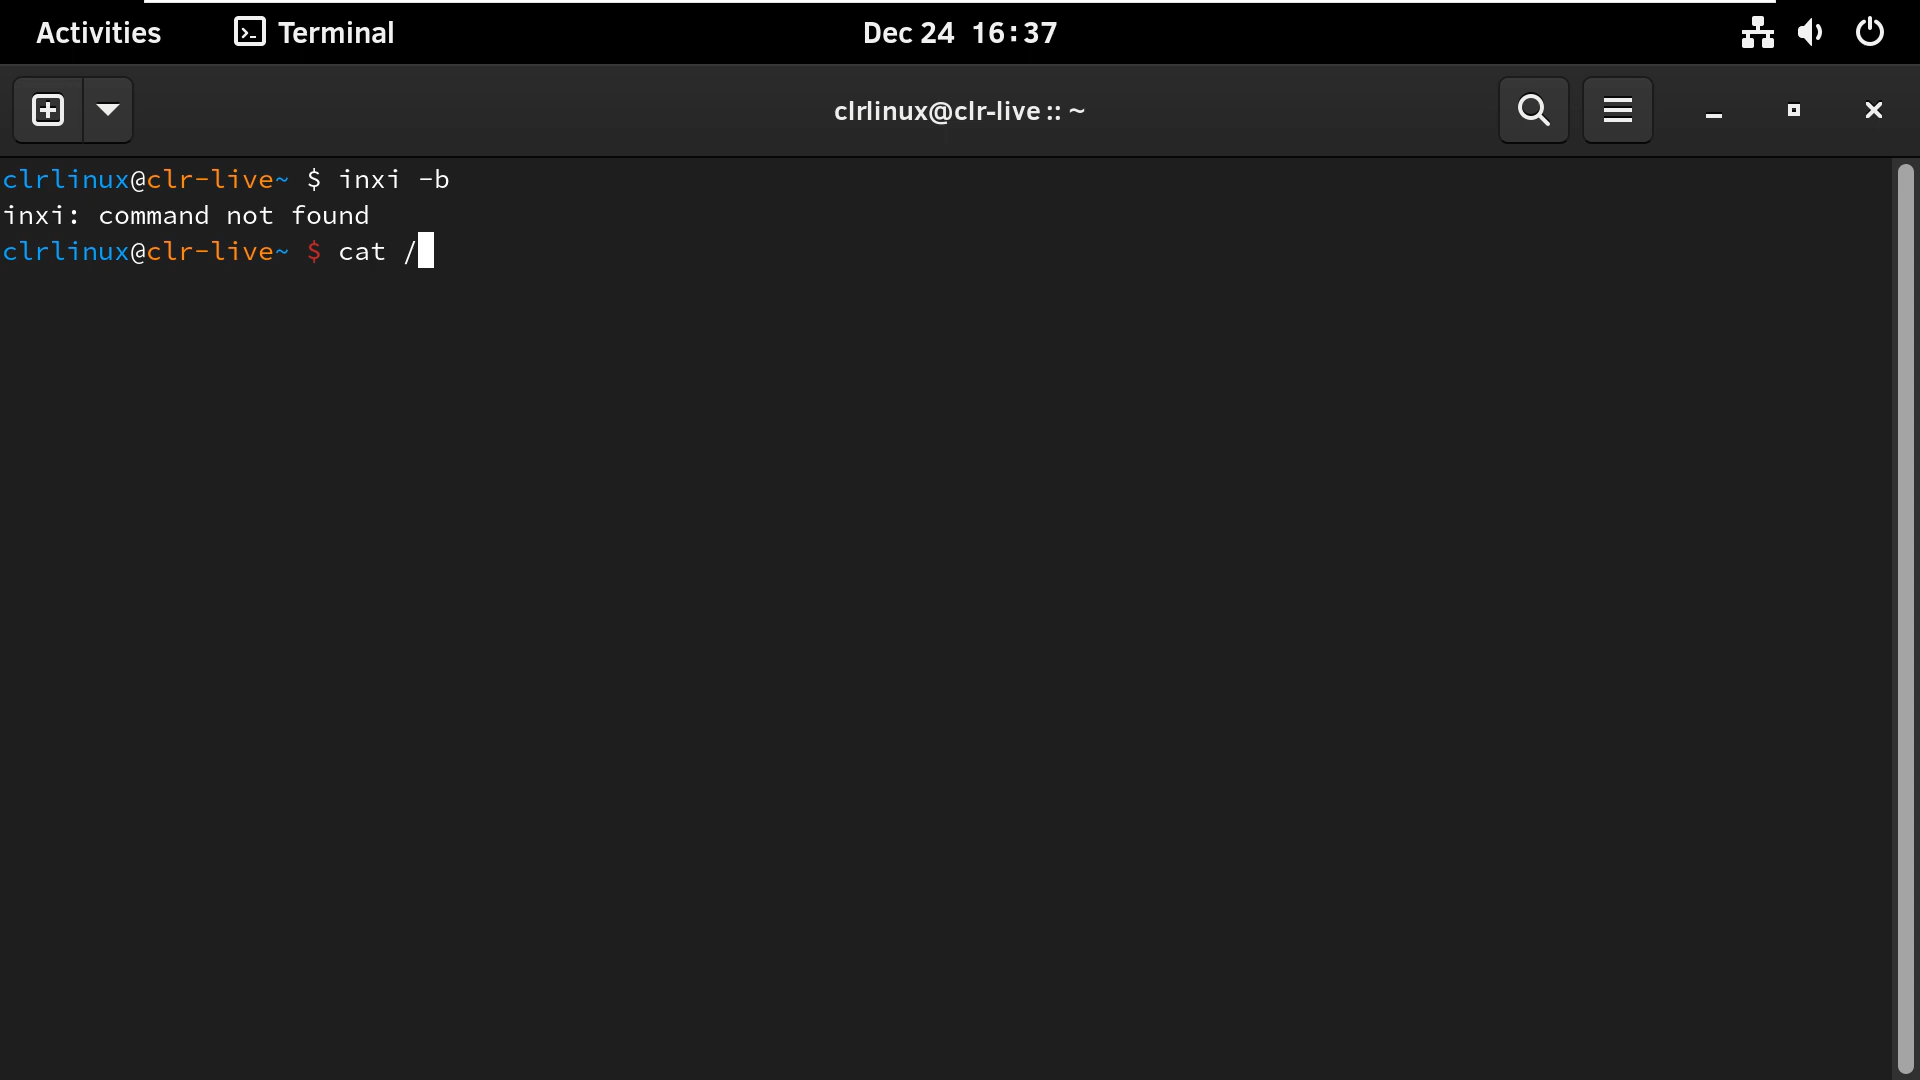 Activities Terminal Dec 24 16:37
clrlinux@clr-live:: ~
clrlinux@clr-live~ $ inxi -b
inxi: command not found
clrlinux@clr-live~ $ cat /